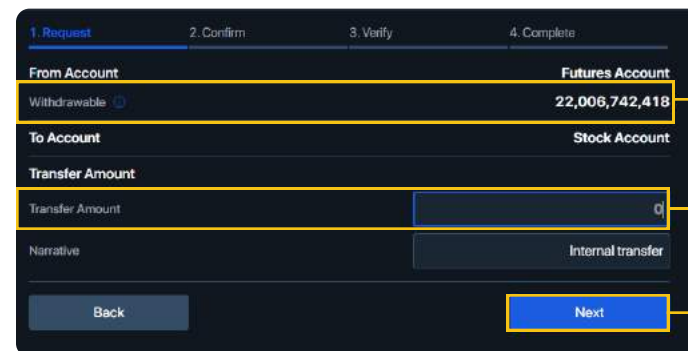 1. Request 2. Confirm 3. Verify 4. Complete
From Account Futures Account
Withdrawable 22,006,742,418
To Account Stock Account
Transfer Amount
Transfer Amount 0
Narrative Internal transfer
Back Next